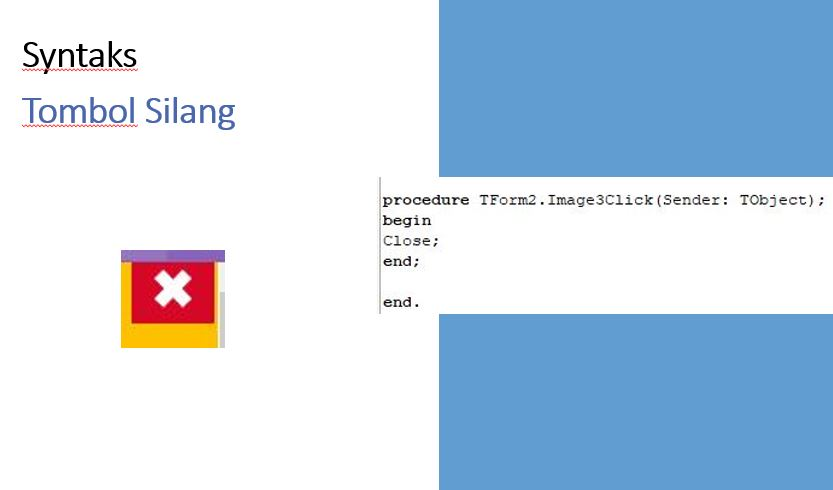 Syntaks
Tombol Silang
procedure TForm2.Image3Click(Sender: TObject);
begin
Close;
end;
end.